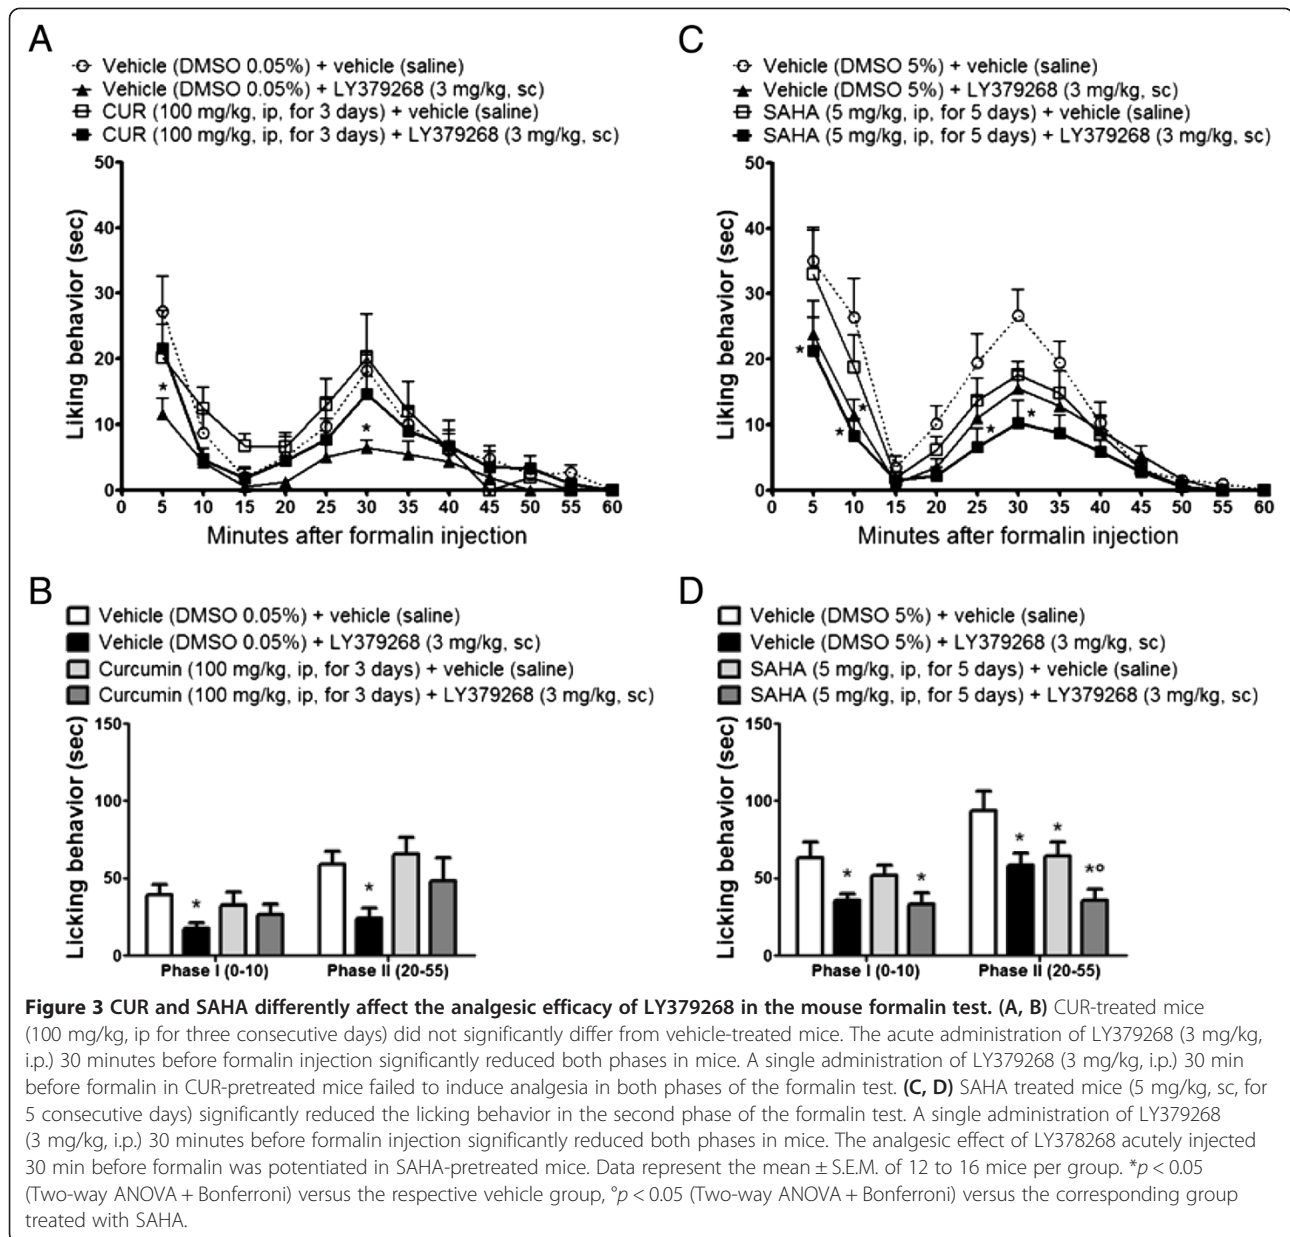 A
Vehicle (DMSO 0.05%) + vehicle (saline)
Vehicle (DMSO 0.05%) + LY379268 (3 mg/kg, sc)
CUR (100 mg/kg, ip, for 3 days) + vehicle (saline)
CUR (100 mg/kg, ip, for 3 days) + LY379268 (3 mg/kg, sc)
50
40
30
20
10
0
Liking behavior (sec)
*
*
0 5 10 15 20 25 30 35 40 45 50 55 60
Minutes after formalin injection
C
Vehicle (DMSO 5%) + vehicle (saline)
Vehicle (DMSO 5%) + LY379268 (3 mg/kg, sc)
SAHA (5 mg/kg, ip, for 5 days) + vehicle (saline)
SAHA (5 mg/kg, ip, for 5 days) + LY379268 (3 mg/kg, sc)
50
40
30
20
10
0
Liking behavior (sec)
*
*
*
*
*
0 5 10 15 20 25 30 35 40 45 50 55 60
Minutes after formalin injection
B
Vehicle (DMSO 0.05%) + vehicle (saline)
Vehicle (DMSO 0.05%) + LY379268 (3 mg/kg, sc)
Curcumin (100 mg/kg, ip, for 3 days) + vehicle (saline)
Curcumin (100 mg/kg, ip, for 3 days) + LY379268 (3 mg/kg, sc)
150
100
50
0
Licking behavior (sec)
*
*
Phase I (0-10) Phase II (20-55)
D
Vehicle (DMSO 5%) + vehicle (saline)
Vehicle (DMSO 5%) + LY379268 (3 mg/kg, sc)
SAHA (5 mg/kg, ip, for 5 days) + vehicle (saline)
SAHA (5 mg/kg, ip, for 5 days) + LY379268 (3 mg/kg, sc)
150
100
50
0
Licking behavior (sec)
*
*
*
*
*°
Phase I (0-10) Phase II (20-55)
Figure 3 CUR and SAHA differently affect the analgesic efficacy of LY379268 in the mouse formalin test. (A, B) CUR-treated mice
(100 mg/kg, ip for three consecutive days) did not significantly differ from vehicle-treated mice. The acute administration of LY379268 (3 mg/kg,
i.p.) 30 minutes before formalin injection significantly reduced both phases in mice. A single administration of LY379268 (3 mg/kg, i.p.) 30 min
before formalin in CUR-pretreated mice failed to induce analgesia in both phases of the formalin test. (C, D) SAHA treated mice (5 mg/kg, sc, for
5 consecutive days) significantly reduced the licking behavior in the second phase of the formalin test. A single administration of LY379268
(3 mg/kg, i.p.) 30 minutes before formalin injection significantly reduced both phases in mice. The analgesic effect of LY378268 acutely injected
30 min before formalin was potentiated in SAHA-pretreated mice. Data represent the mean ± S.E.M. of 12 to 16 mice per group. *p < 0.05
(Two-way ANOVA + Bonferroni) versus the respective vehicle group, °p < 0.05 (Two-way ANOVA + Bonferroni) versus the corresponding group
treated with SAHA.